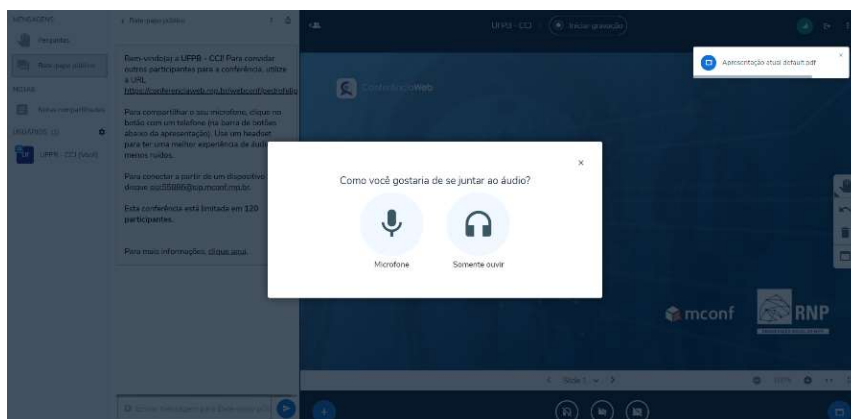 MENSAGENS
Perguntas
Bate-papo público
NOTAS
Notas compartilhadas
USUÁRIOS (1)
UFPB - CCJ (Você)
Bate-papo público
Bem-vindo(a) a UFPB - CCJ! Para convidar
outros participantes para a conferência, utilize
a URL
Para compartilhar o seu microfone, clique no
botão com um telefone (na barra de botões
abaixo da apresentação). Use um headset
para ter uma melhor experiência de áudio
menos ruídos.
Para conectar a partir de um dispositivo
disque
Esta conferência está limitada em 120
participantes.
Para mais informações, clique aqui.
Enviar mensagem para
UFPB - CCJ
Iniciar gravação
Apresentação atual default.pdf
ConferênciaWeb
Como você gostaria de se juntar ao áudio?
Microfone
Somente ouvir
mconf
RNP
Slide 1
100%